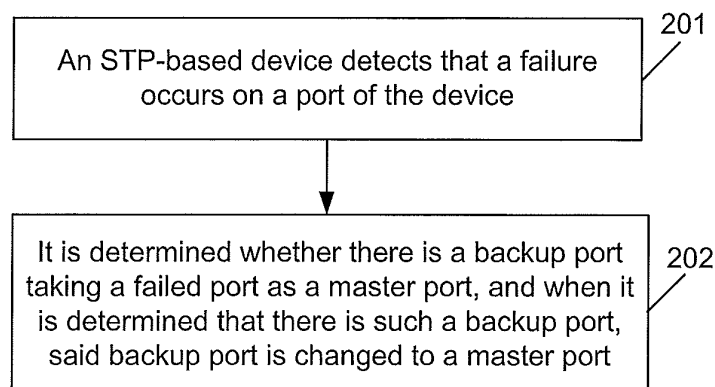 201
An STP-based device detects that a failure
occurs on a port of the device
202
It is determined whether there is a backup port
taking a failed port as a master port, and when it
is determined that there is such a backup port,
said backup port is changed to a master port